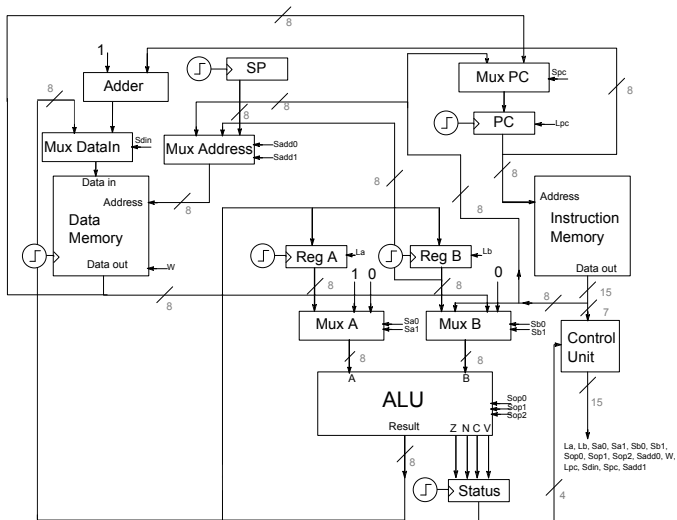 8
1
SP
Mux PC
Spc
Adder
8
8
8
8
PC
Lpc
Mux DataIn
Sdin
Mux Address
Sadd0
Sadd1
8
Data in
Address
Data
Memory
Data out
W
8
8
8
Address
Instruction
Memory
Data out
Reg A
La
Reg B
Lb
1 0
0
8
8
8
8
15
7
Mux A
Sa0
Sa1
Mux B
Sb0
Sb1
Control
Unit
8
8
A
B
ALU
Sop0
Sop1
Sop2
Result
Z N C V
15
8
La, Lb, Sa0, Sa1, Sb0, Sb1,
Sop0, Sop1, Sop2, Sadd0, W,
Lpc, Sdin, Spc, Sadd1
Status
4